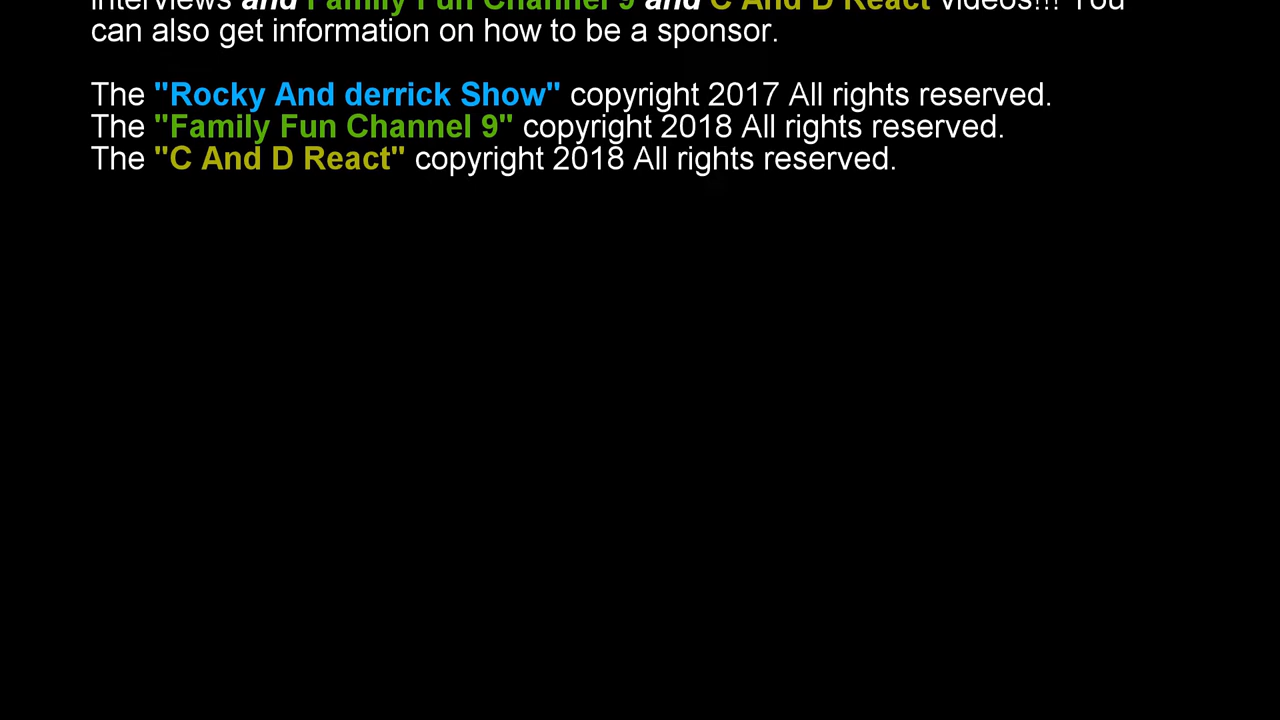 interviews and Family Fun Channel 9 and C And D React videos!!! You
can also get information on how to be a sponsor.
The "Rocky And derrick Show" copyright 2017 All rights reserved.
The "Family Fun Channel 9" copyright 2018 All rights reserved.
The "C And D React" copyright 2018 All rights reserved.